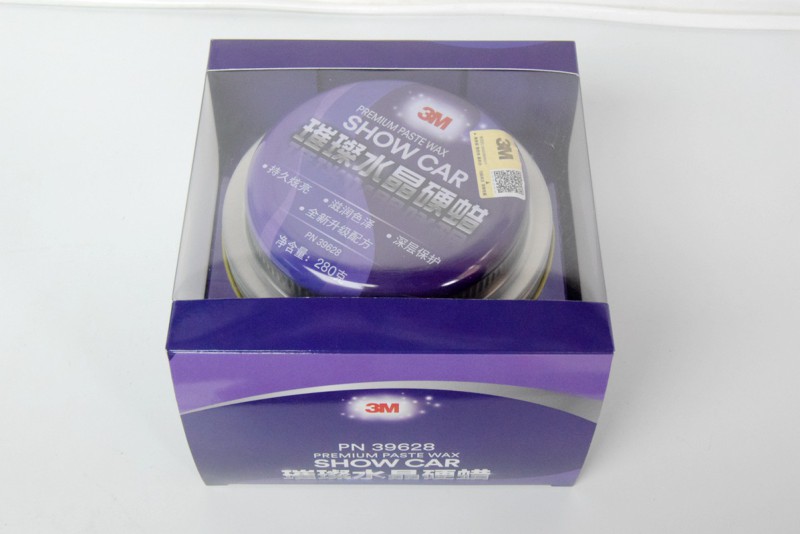 3M
PREMIUM PASTE WAX
SHOW CAR
璀璨水晶硬蜡
3M
• 持久炫亮
• 滋润色泽
• 全新升级配方
• 深层保护
PN 39628
净含量：280克
3M
PN 39628
PREMIUM PASTE WAX
SHOW CAR
璀璨水晶硬蜡